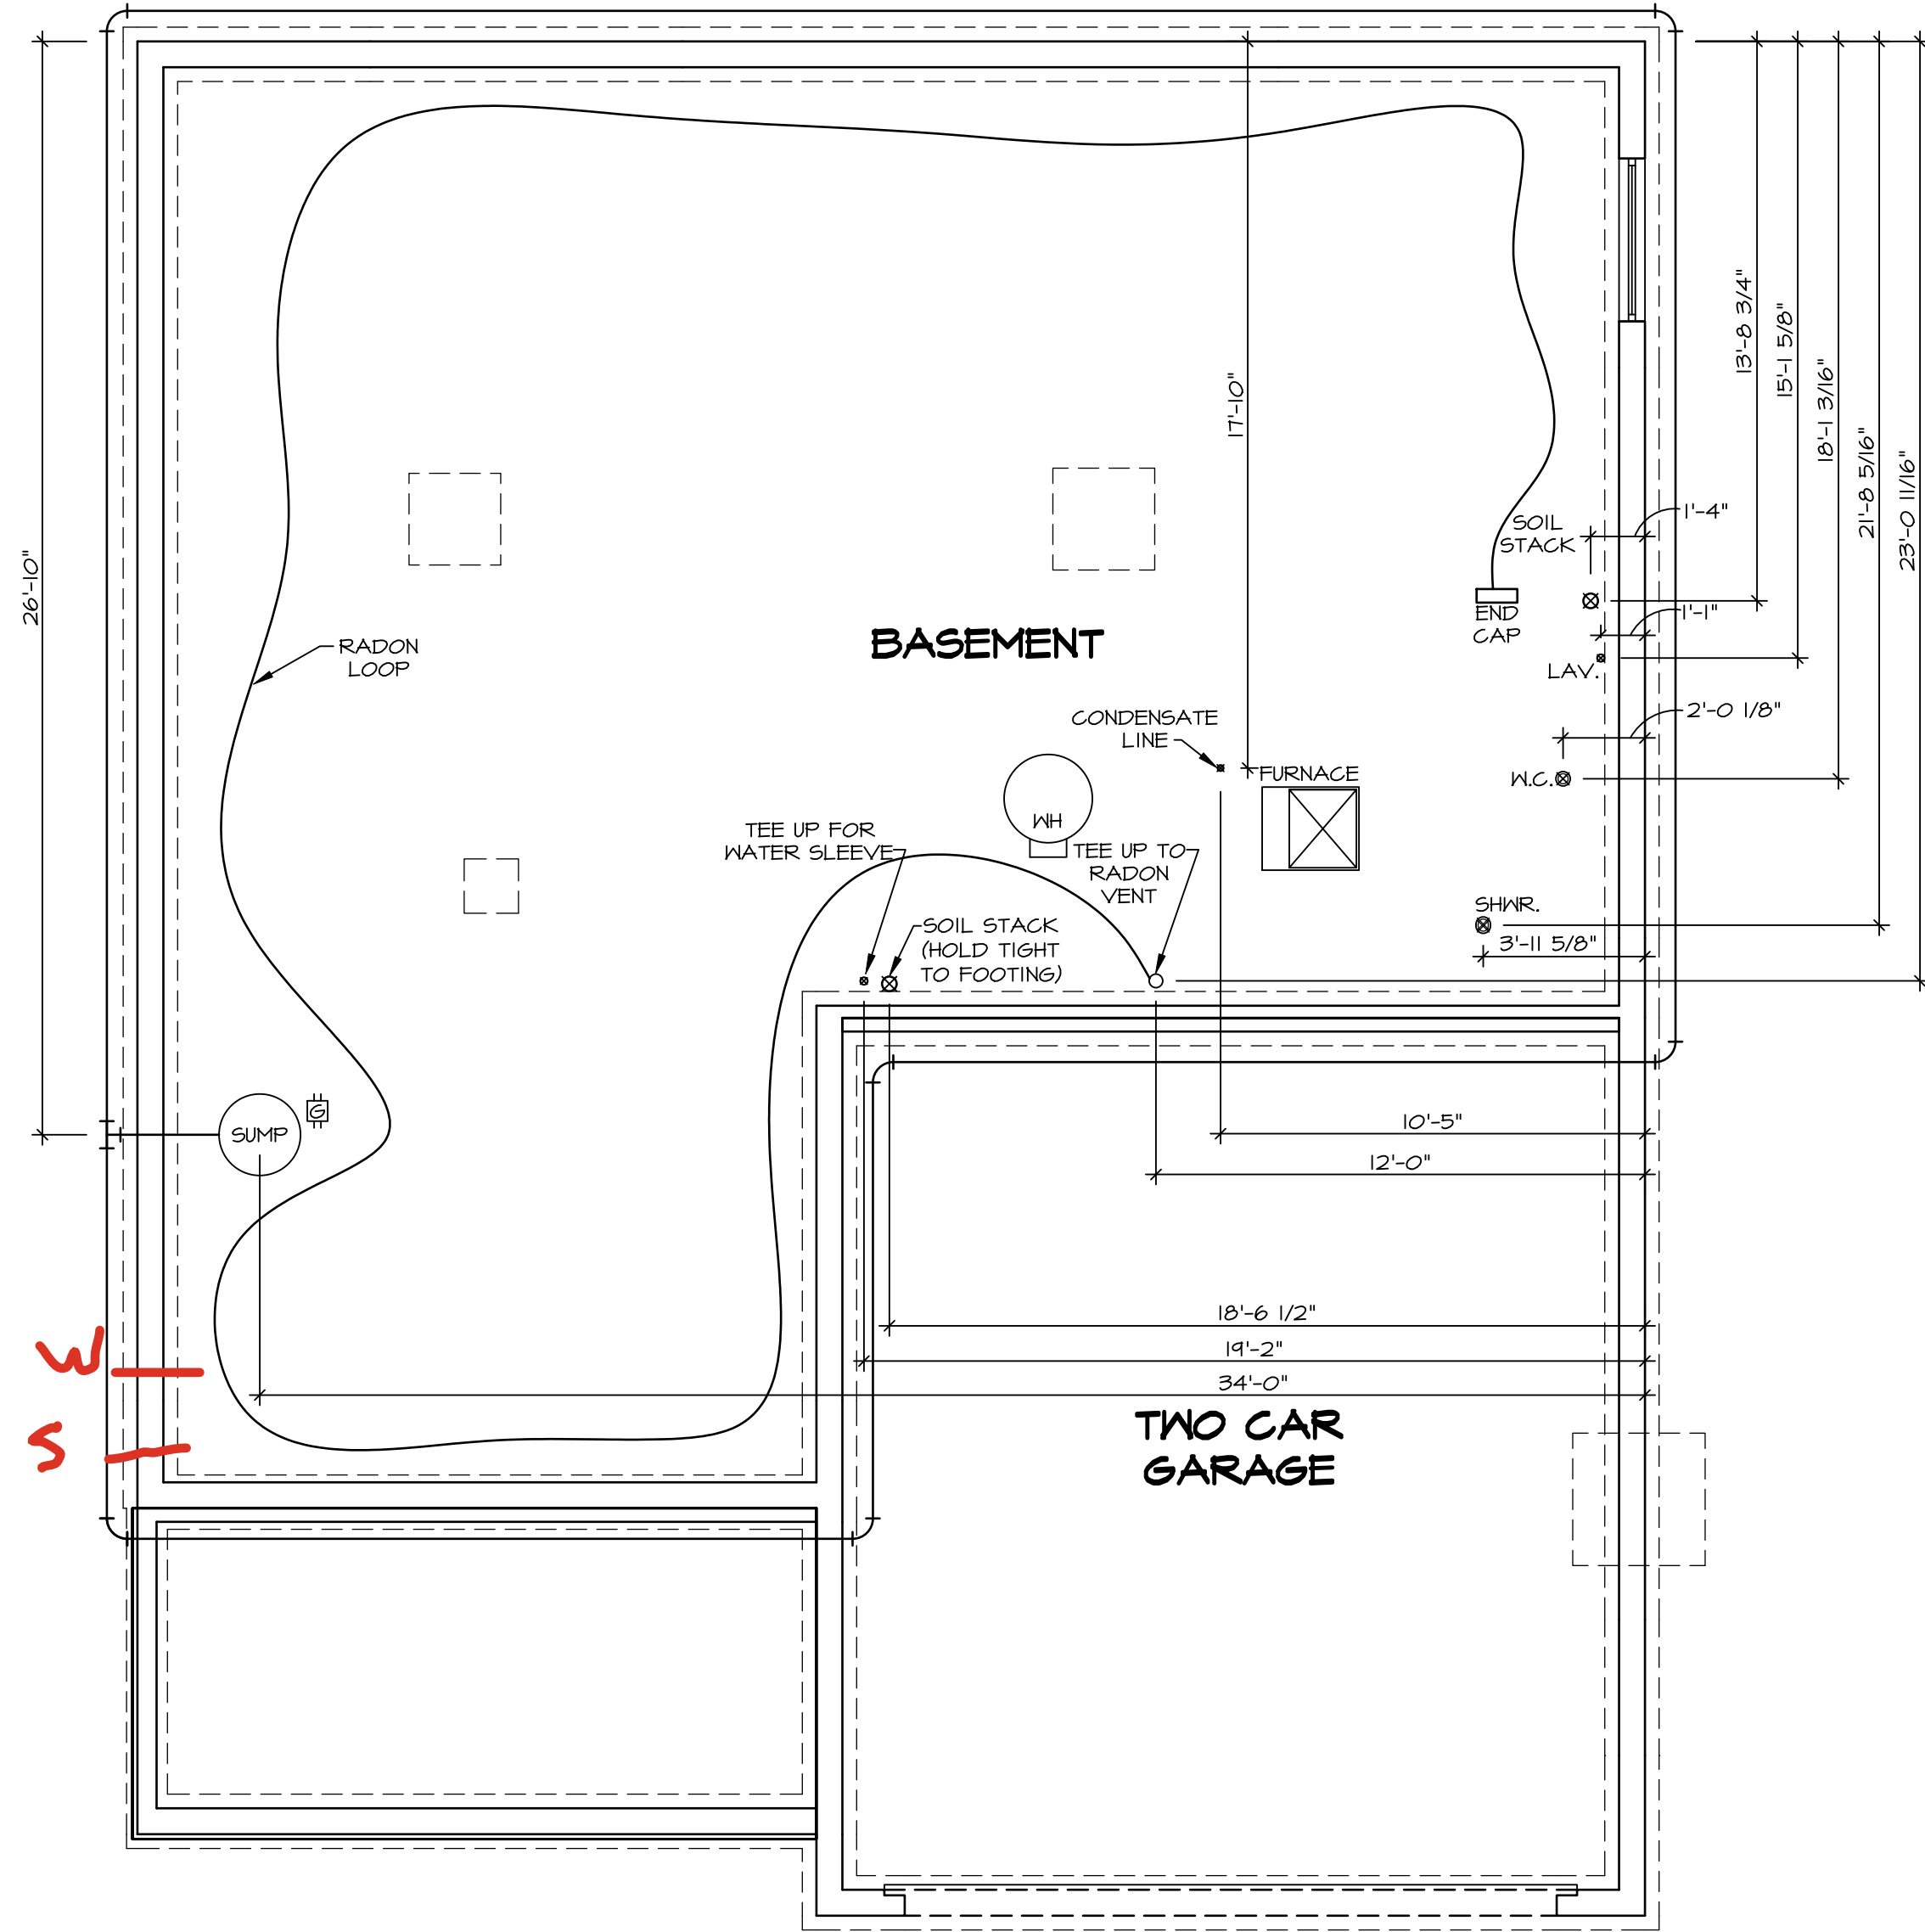 13'-8 3/4"
15'-11 5/8"
18'-1 3/16"
21'-8 5/16"
23'-0 11/16"
17'-10"
26'-10"
SOIL
STACK
1'-4"
END
CAP
1'-1"
LAV.
BASEMENT
RADON
LOOP
2'-0 1/8"
CONDENSATE
LINE
FURNACE
W.C.
WH
TEE UP FOR
WATER SLEEVE
TEE UP TO
RADON
VENT
SHWR.
3'-11 5/8"
SOIL STACK
(HOLD TIGHT
TO FOOTING)
SUMP
G
10'-5"
12'-0"
18'-6 1/2"
19'-2"
34'-0"
W
S
TWO CAR
GARAGE